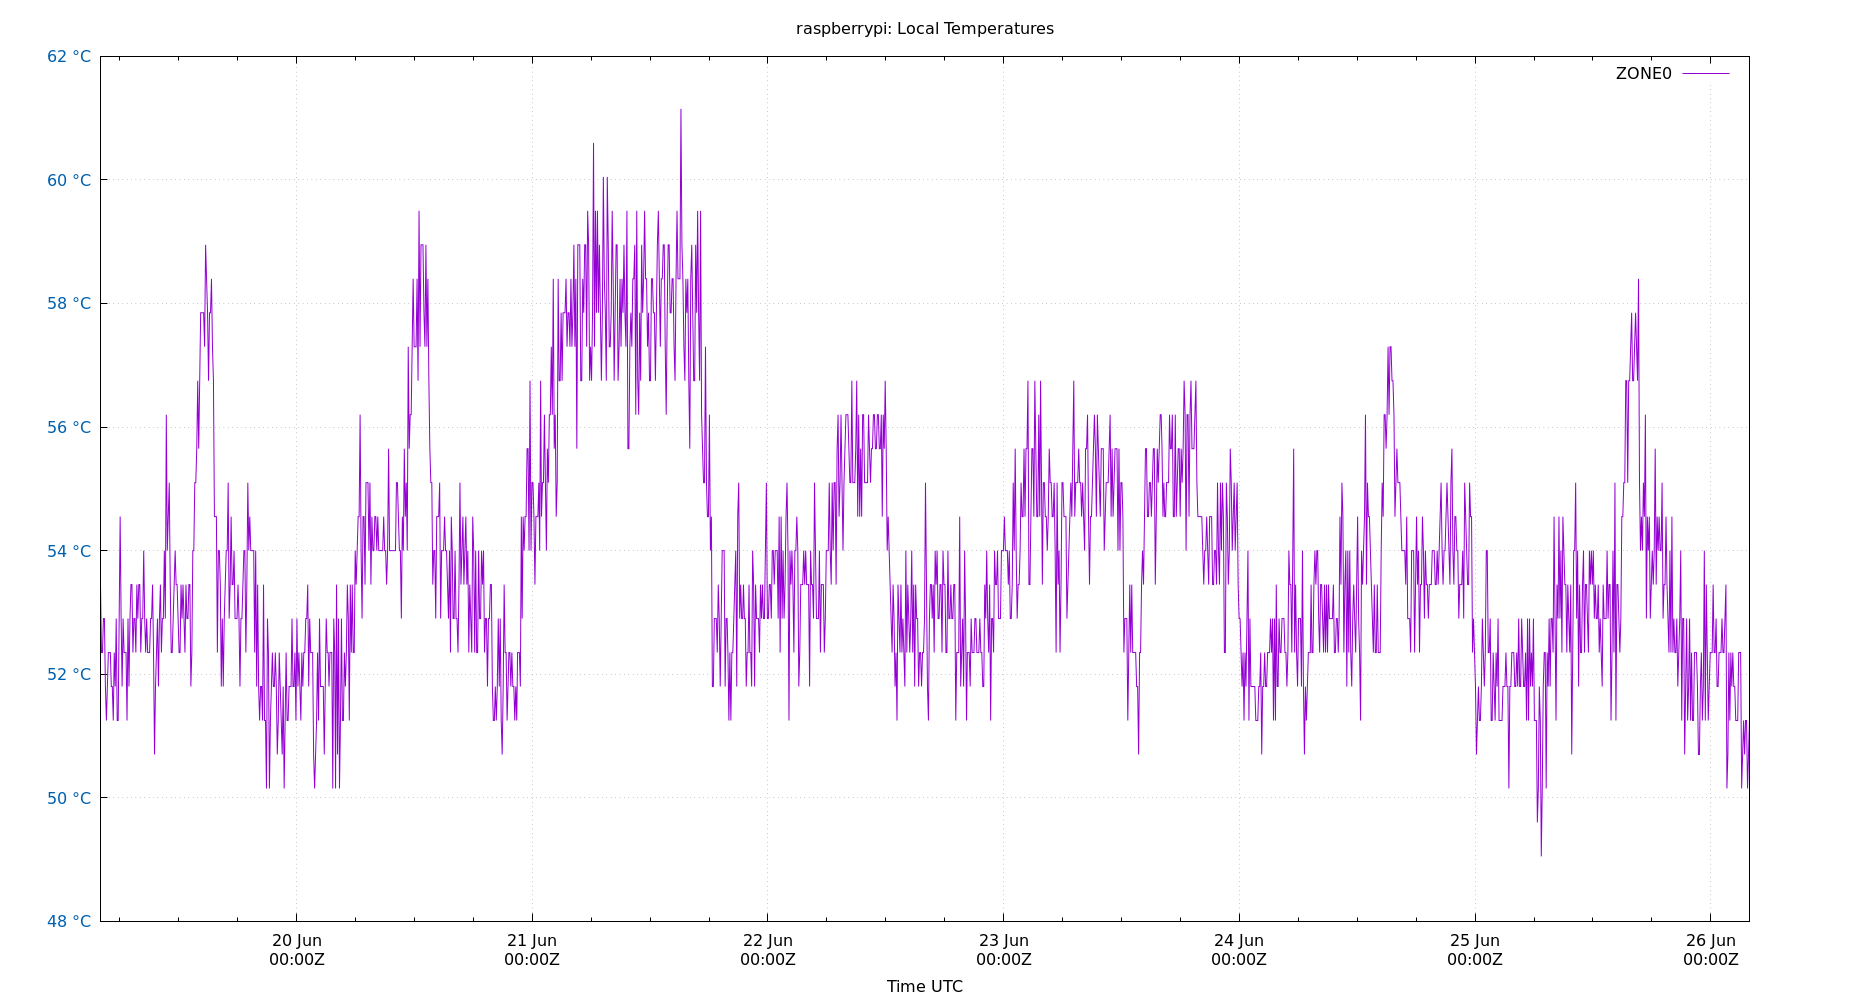 raspberrypi: Local Temperatures
62 °C
ZONE0
60 °C
58 °C
56 °C
54 °C
52 °C
50 °C
48 °C
20 Jun 21 Jun 22 Jun 23 Jun 24 Jun 25 Jun 26 Jun
00:00Z 00:00Z 00:00Z 00:00Z 00:00Z 00:00Z 00:00Z
Time UTC